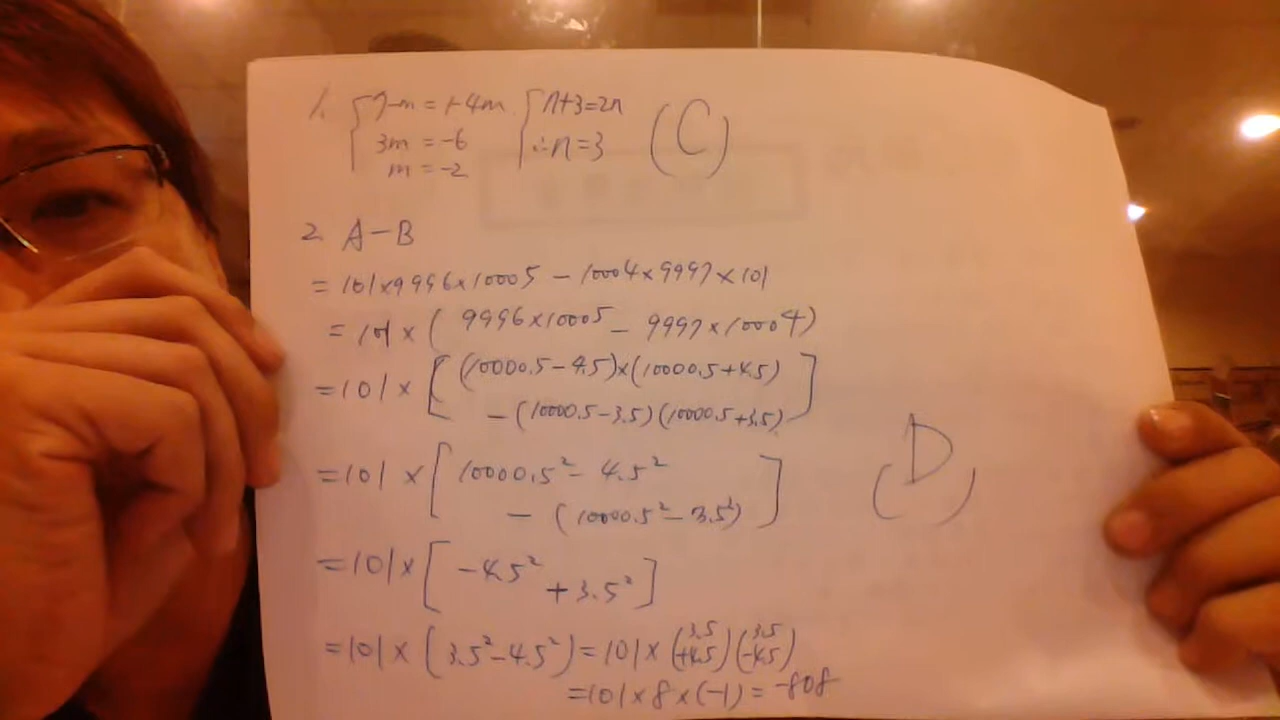 1. { 7-m = 1-4m { n+3=2n (C)
3m = -6 ∴n=3
m = -2
2. A-B
= 101×9996×10005 - 10004×9997×101
= 101 × ( 9996×10005 - 9997×10004)
= 101 × [ (10000.5-4.5)×(10000.5+4.5)
-(10000.5-3.5)(10000.5+3.5) ]
= 101 × [ 10000.5² - 4.5²
- (10000.5² - 3.5²) ] (D)
= 101 × [ -4.5²
+3.5² ]
= 101 × (3.5²-4.5²) = 101 × (3.5+4.5)(3.5-4.5)
= 101×8×(-1) = -808